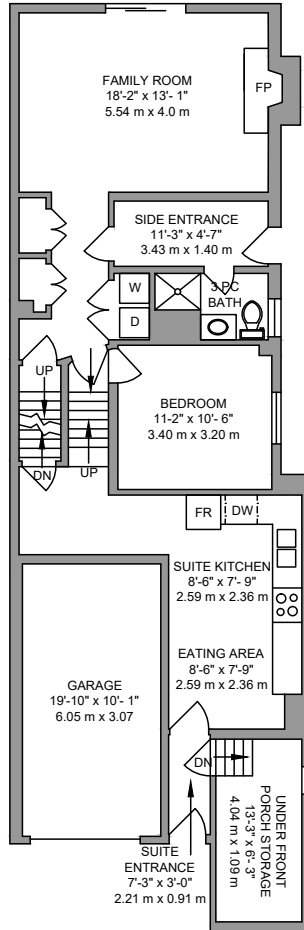 FAMILY ROOM
18'-2" x 13'- 1"
5.54 m x 4.0 m
FP
SIDE ENTRANCE
11'-3" x 4'-7"
3.43 m x 1.40 m
W
D
3 PC
BATH
UP
DN
UP
BEDROOM
11'-2" x 10'- 6"
3.40 m x 3.20 m
FR
DW
SUITE KITCHEN
8'-6" x 7'- 9"
2.59 m x 2.36 m
EATING AREA
8'-6" x 7'-9"
2.59 m x 2.36 m
GARAGE
19'-10" x 10'- 1"
6.05 m x 3.07
DN
UNDER FRONT
PORCH STORAGE
13'-3" x 6'- 3"
4.04 m x 1.09 m
SUITE
ENTRANCE
7'-3" x 3'-0"
2.21 m x 0.91 m